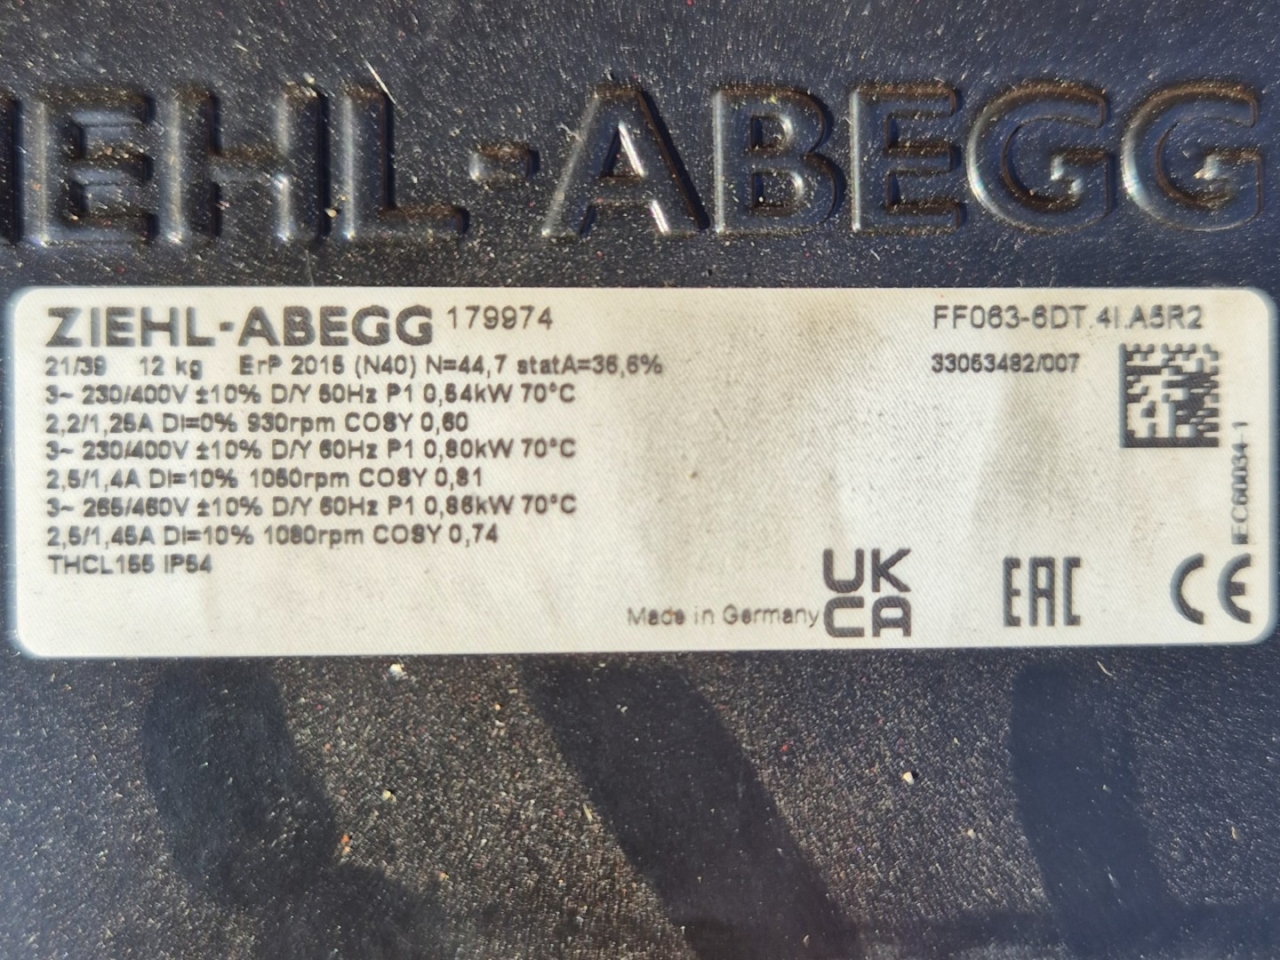 ZIEHL-ABEGG
ZIEHL-ABEGG 179974 FF063-6DT.4I.A5R2
21/39 12 kg ErP 2015 (N40) N=44,7 statA=36,6% 33053492/007
3~ 230/400V ±10% D/Y 50Hz P1 0,54kW 70°C
2,2/1,25A DI=0% 930rpm COSY 0,60
3~ 230/400V ±10% D/Y 60Hz P1 0,80kW 70°C
2,5/1,4A DI=10% 1050rpm COSY 0,81
3~ 265/460V ±10% D/Y 60Hz P1 0,86kW 70°C
2,5/1,45A DI=10% 1080rpm COSY 0,74
THCL155 IP54
IEC60034-1
Made in Germany UK CA EAC CE